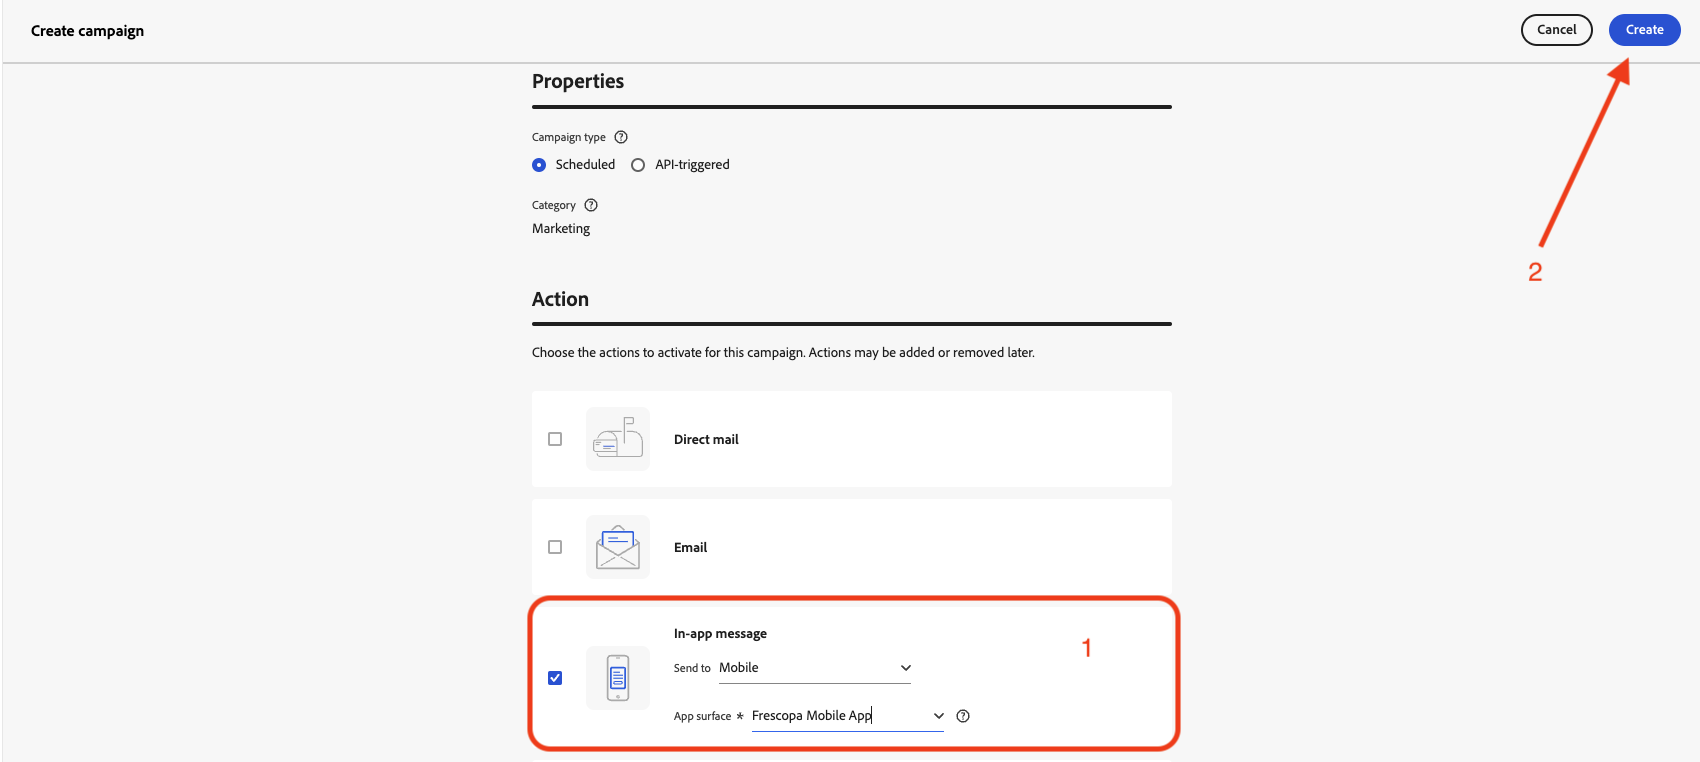 Create campaign
Cancel
Create
Properties
Campaign type
Scheduled
API-triggered
Category
Marketing
2
Action
Choose the actions to activate for this campaign. Actions may be added or removed later.
Direct mail
Email
In-app message
1
Send to Mobile
App surface * Frescopa Mobile App